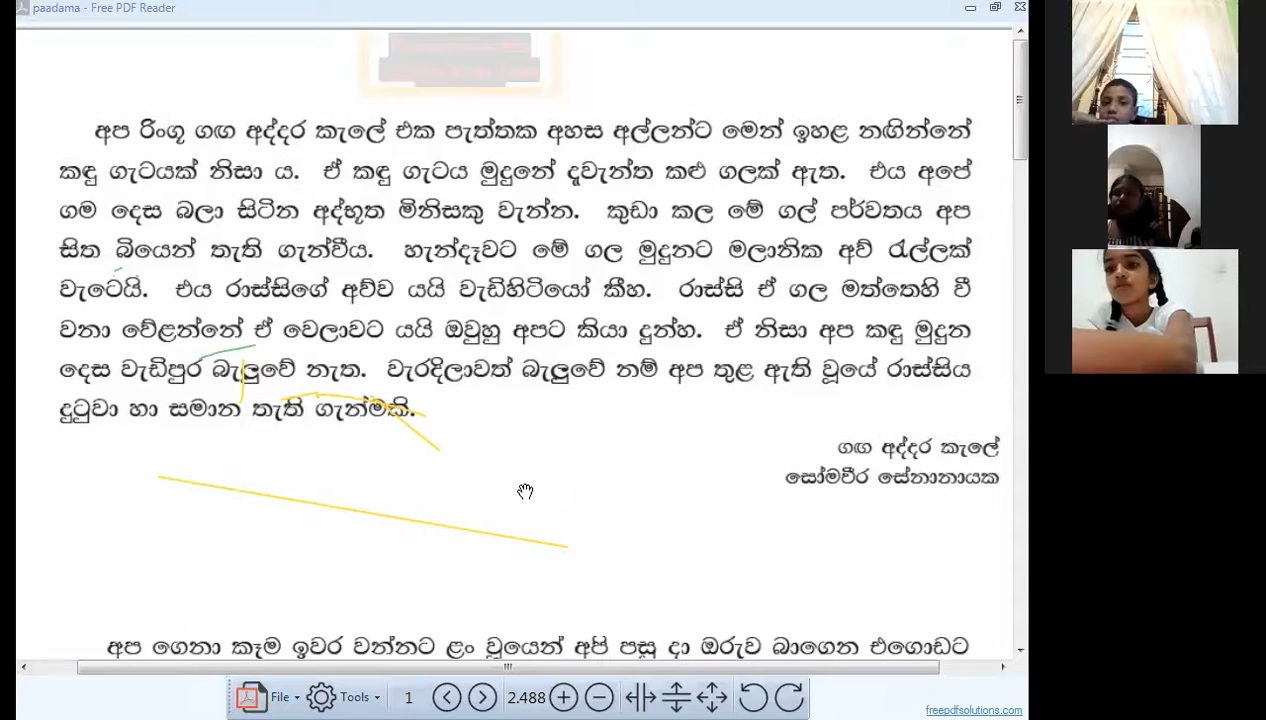 paadama - Free PDF Reader
අප රිංගූ ගඟ අද්දර කැලේ එක පැත්තක අහස අල්ලන්ට මෙන් ඉහළ නඟින්නේ
කඳු ගැටයක් නිසා ය. ඒ කඳු ගැටය මුදුනේ දැවැන්ත කළු ගලක් ඇත. එය අපේ
ගම දෙස බලා සිටින අද්භූත මිනිසකු වැන්න. කුඩා කල මේ ගල් පර්වතය අප
සිත බියෙන් තැති ගැන්වීය. හැන්දෑවට මේ ගල මුදුනට මලානික අව් රැල්ලක්
වැටෙයි. එය රාස්සිගේ අව්ව යයි වැඩිහිටියෝ කීහ. රාස්සි ඒ ගල මත්තෙහි වී
වනා වේළන්නේ ඒ වෙලාවට යයි ඔවුහු අපට කියා දුන්හ. ඒ නිසා අප කඳු මුදුන
දෙස වැඩිපුර බැලුවේ නැත. වැරදිලාවත් බැලුවේ නම් අප තුළ ඇති වූයේ රාස්සිය
දුටුවා හා සමාන තැති ගැන්මකි.
ගඟ අද්දර කැලේ
සෝමවීර සේනානායක
අප ගෙනා කෑම ඉවර වන්නට ළං වූයෙන් අපි පසු දා ඔරුව බාගෙන එගොඩට
File Tools 1 2.488
freepdfsolutions.com